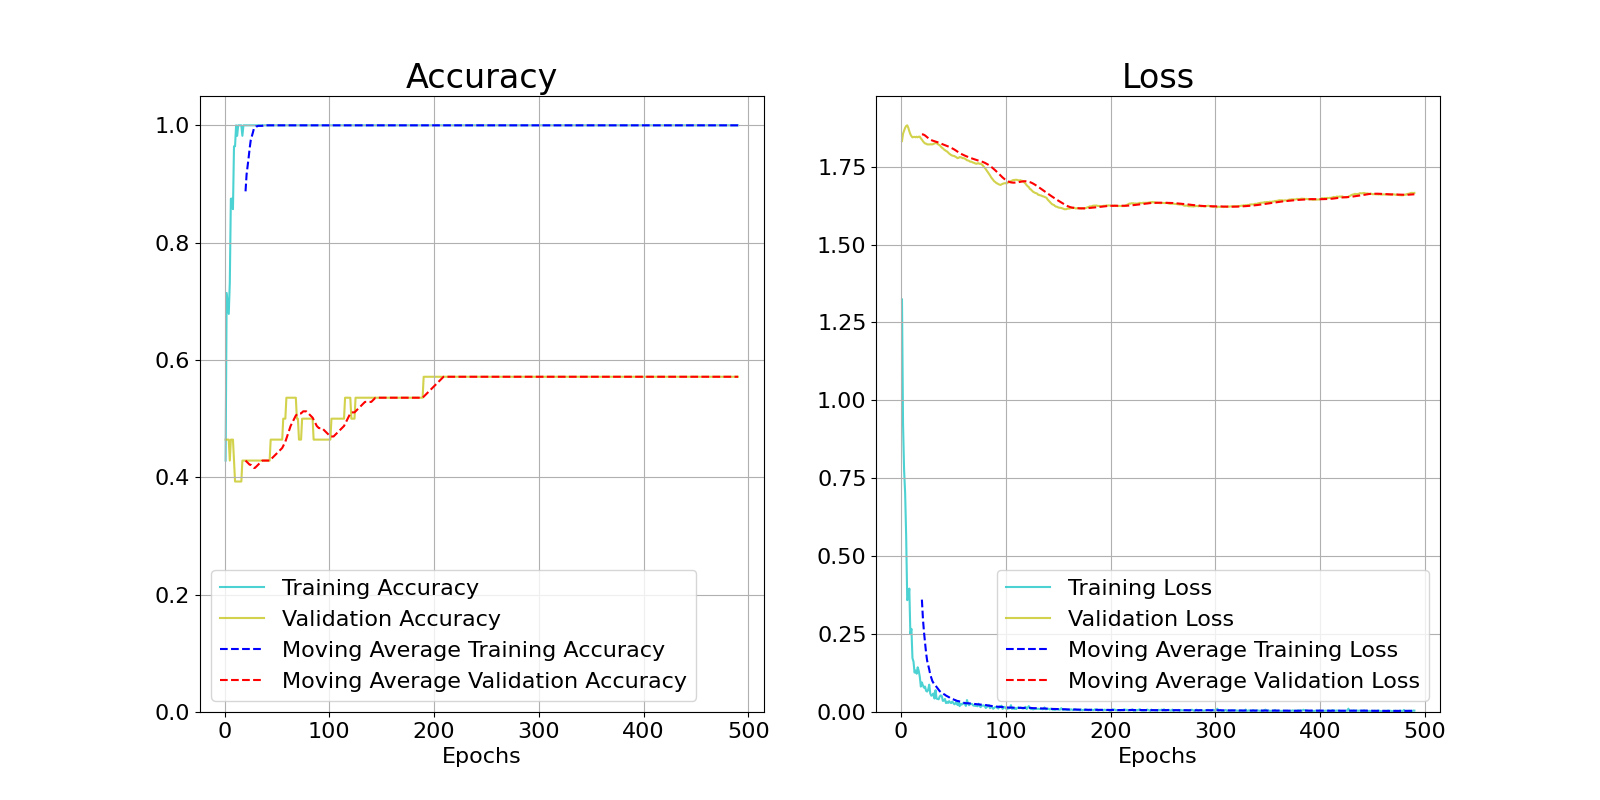 Accuracy
1.0
0.8
0.6
0.4
0.2
0.0
0 100 200 300 400 500
Epochs
Training Accuracy
Validation Accuracy
Moving Average Training Accuracy
Moving Average Validation Accuracy
Loss
1.75
1.50
1.25
1.00
0.75
0.50
0.25
0.00
0 100 200 300 400 500
Epochs
Training Loss
Validation Loss
Moving Average Training Loss
Moving Average Validation Loss